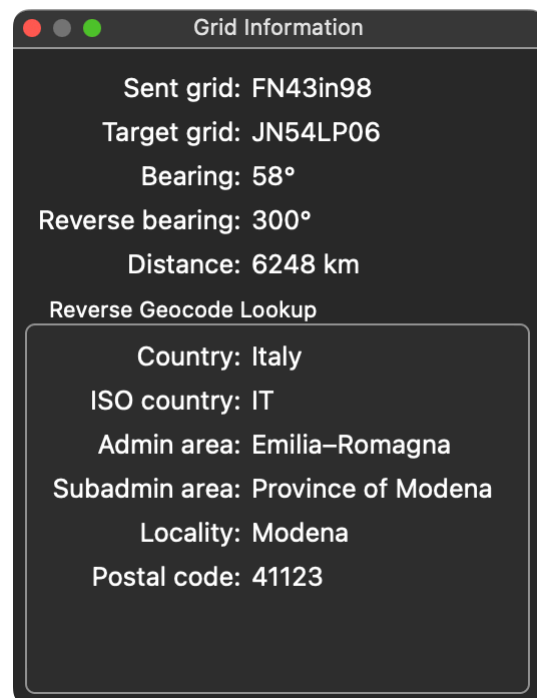 Grid Information
Sent grid: FN43in98
Target grid: JN54LP06
Bearing: 58°
Reverse bearing: 300°
Distance: 6248 km
Reverse Geocode Lookup
Country: Italy
ISO country: IT
Admin area: Emilia–Romagna
Subadmin area: Province of Modena
Locality: Modena
Postal code: 41123